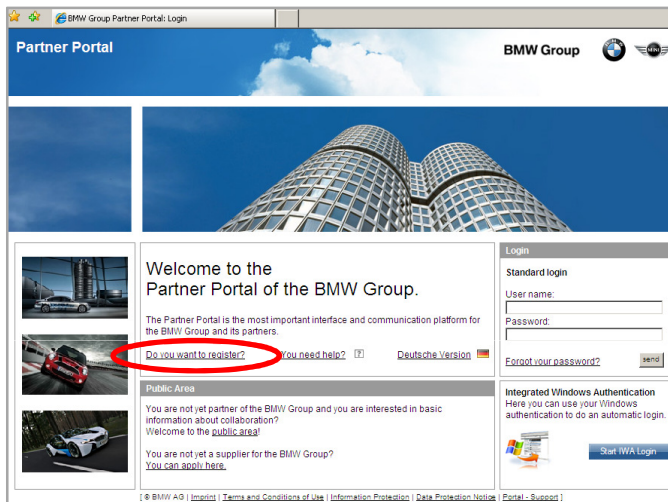 BMW Group Partner Portal: Login
Partner Portal
BMW Group
MINI
Welcome to the
Partner Portal of the BMW Group.
The Partner Portal is the most important interface and communication platform for
the BMW Group and its partners.
Do you want to register?
You need help? ?
Deutsche Version
Public Area
You are not yet partner of the BMW Group and you are interested in basic
information about collaboration?
Welcome to the public area!
You are not yet a supplier for the BMW Group?
You can apply here.
Login
Standard login
User name:
Password:
Forgot your password?
send
Integrated Windows Authentication
Here you can use your Windows
authentication to do an automatic login.
Start IWA Login
[ © BMW AG | Imprint | Terms and Conditions of Use | Information Protection | Data Protection Notice | Portal - Support ]